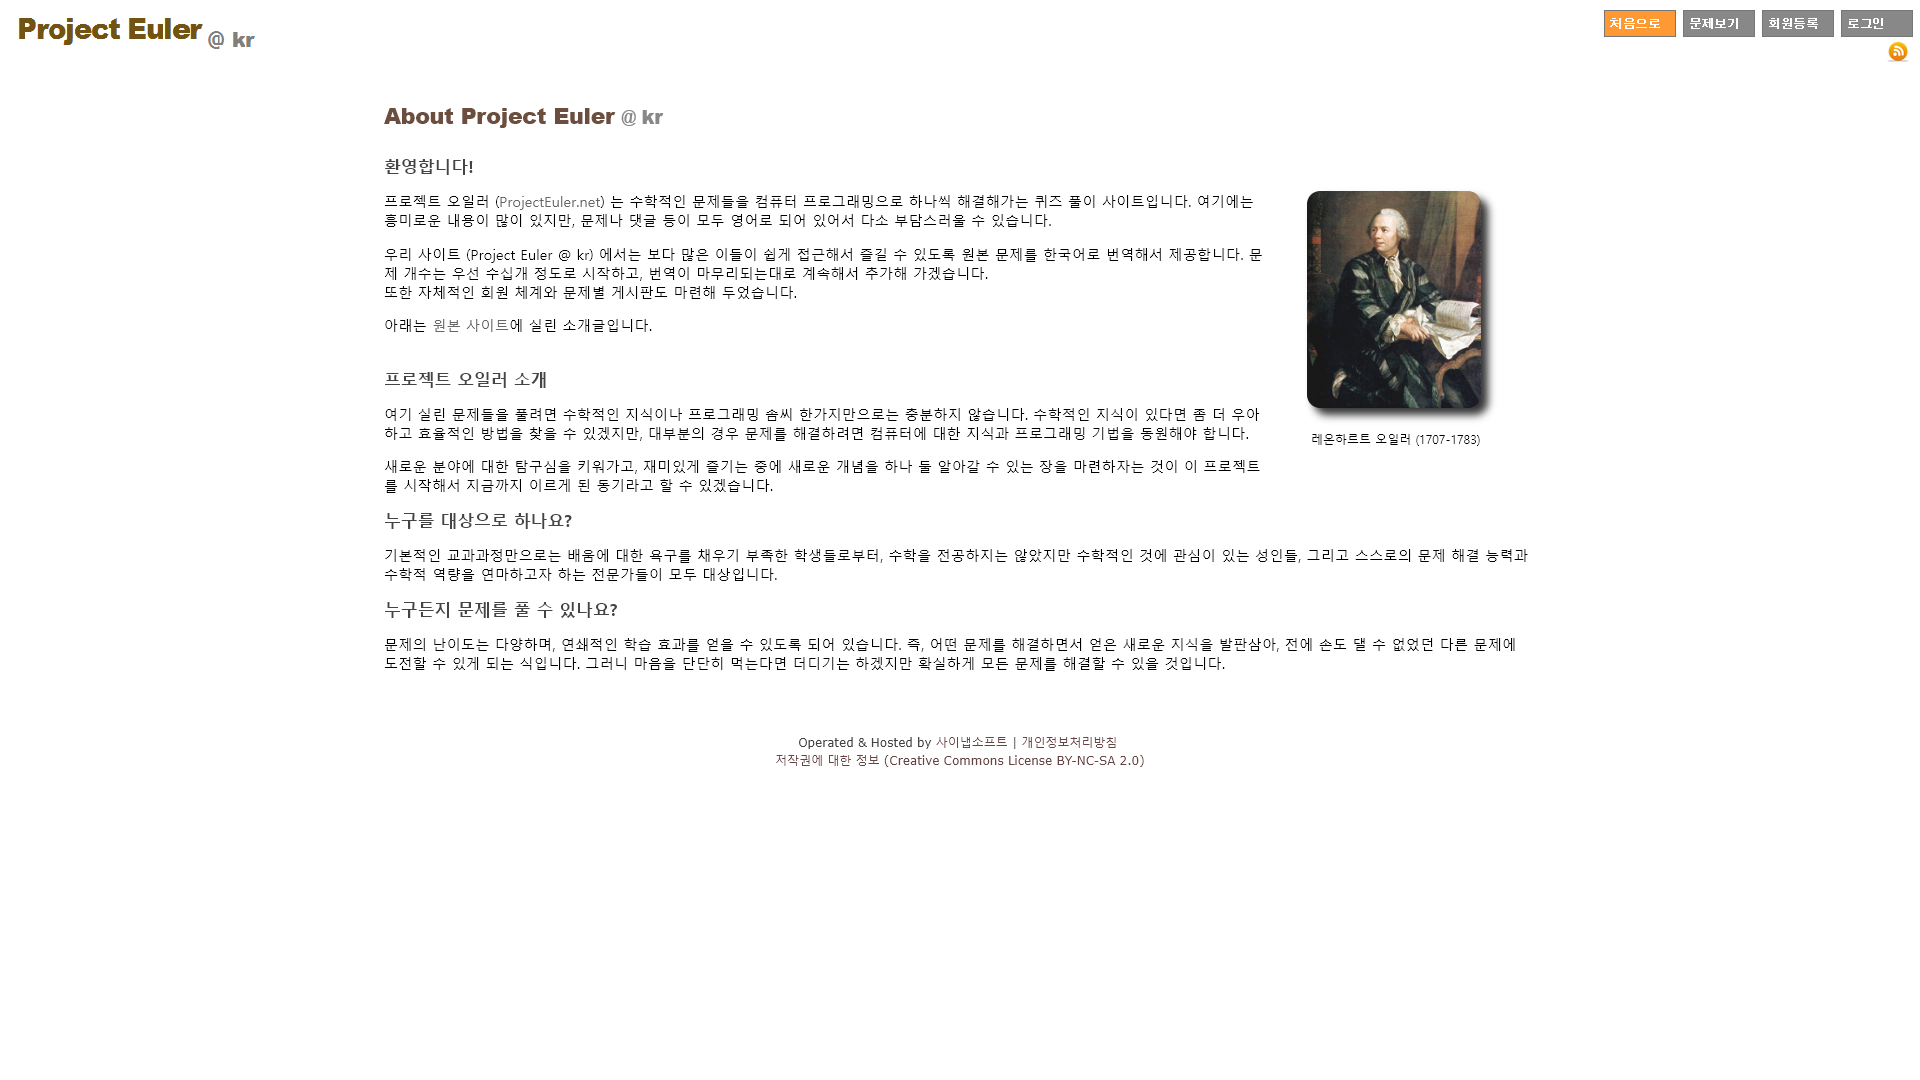 Project Euler @ kr
처음으로 문제보기 회원등록 로그인
About Project Euler @ kr
환영합니다!
프로젝트 오일러 (ProjectEuler.net) 는 수학적인 문제들을 컴퓨터 프로그래밍으로 하나씩 해결해가는 퀴즈 풀이 사이트입니다. 여기에는
흥미로운 내용이 많이 있지만, 문제나 댓글 등이 모두 영어로 되어 있어서 다소 부담스러울 수 있습니다.
우리 사이트 (Project Euler @ kr) 에서는 보다 많은 이들이 쉽게 접근해서 즐길 수 있도록 원본 문제를 한국어로 번역해서 제공합니다. 문
제 개수는 우선 수십개 정도로 시작하고, 번역이 마무리되는대로 계속해서 추가해 가겠습니다.
또한 자체적인 회원 체계와 문제별 게시판도 마련해 두었습니다.
아래는 원본 사이트에 실린 소개글입니다.
프로젝트 오일러 소개
여기 실린 문제들을 풀려면 수학적인 지식이나 프로그래밍 솜씨 한가지만으로는 충분하지 않습니다. 수학적인 지식이 있다면 좀 더 우아
하고 효율적인 방법을 찾을 수 있겠지만, 대부분의 경우 문제를 해결하려면 컴퓨터에 대한 지식과 프로그래밍 기법을 동원해야 합니다.
레온하르트 오일러 (1707-1783)
새로운 분야에 대한 탐구심을 키워가고, 재미있게 즐기는 중에 새로운 개념을 하나 둘 알아갈 수 있는 장을 마련하자는 것이 이 프로젝트
를 시작해서 지금까지 이르게 된 동기라고 할 수 있겠습니다.
누구를 대상으로 하나요?
기본적인 교과과정만으로는 배움에 대한 욕구를 채우기 부족한 학생들로부터, 수학을 전공하지는 않았지만 수학적인 것에 관심이 있는 성인들, 그리고 스스로의 문제 해결 능력과
수학적 역량을 연마하고자 하는 전문가들이 모두 대상입니다.
누구든지 문제를 풀 수 있나요?
문제의 난이도는 다양하며, 연쇄적인 학습 효과를 얻을 수 있도록 되어 있습니다. 즉, 어떤 문제를 해결하면서 얻은 새로운 지식을 발판삼아, 전에 손도 댈 수 없었던 다른 문제에
도전할 수 있게 되는 식입니다. 그러니 마음을 단단히 먹는다면 더디기는 하겠지만 확실하게 모든 문제를 해결할 수 있을 것입니다.
Operated & Hosted by 사이냅소프트 | 개인정보처리방침
저작권에 대한 정보 (Creative Commons License BY-NC-SA 2.0)